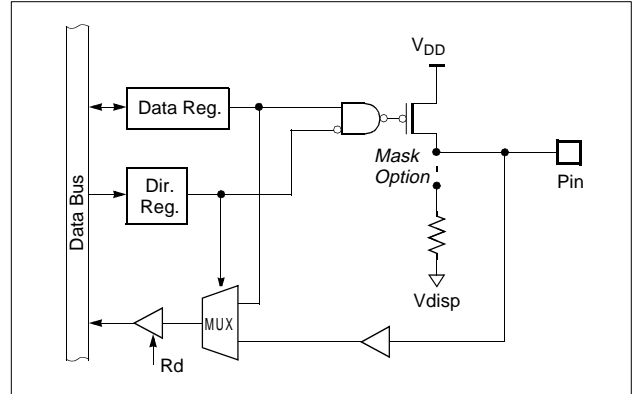 VDD
Data Reg.
Mask
Option
Pin
Dir.
Reg.
Data Bus
Vdisp
MUX
Rd